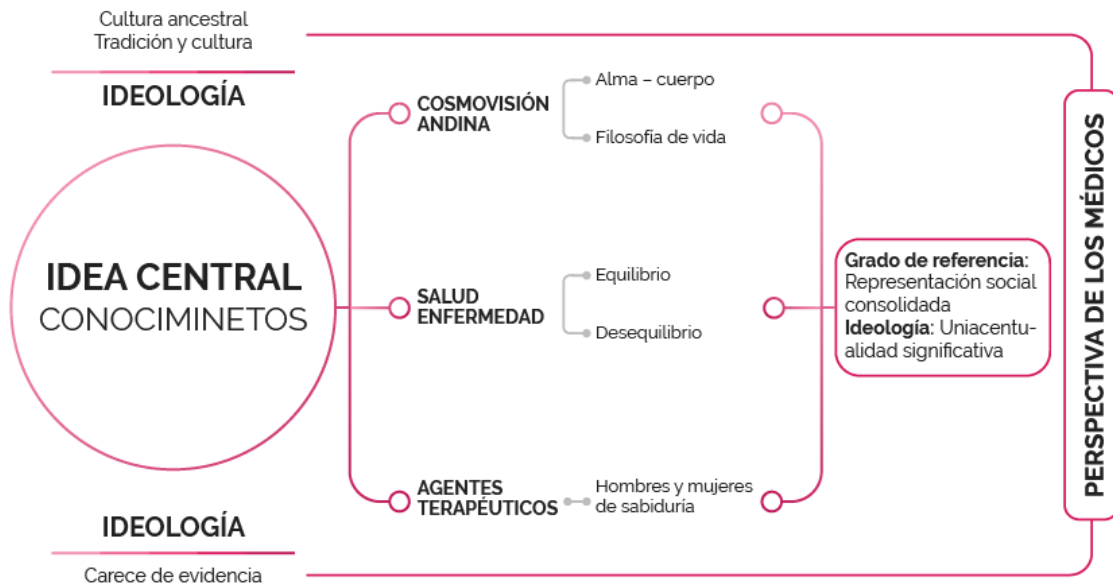 Cultura ancestral
Tradición y cultura
IDEOLOGÍA
IDEA CENTRAL
CONOCIMINETOS
IDEOLOGÍA
Carece de evidencia
COSMOVISIÓN
ANDINA
Alma – cuerpo
Filosofía de vida
SALUD
ENFERMEDAD
Equilibrio
Desequilibrio
AGENTES
TERAPÉUTICOS
Hombres y mujeres
de sabiduría
Grado de referencia:
Representación social
consolidada
Ideología: Uniacentu-
alidad significativa
PERSPECTIVA DE LOS MÉDICOS